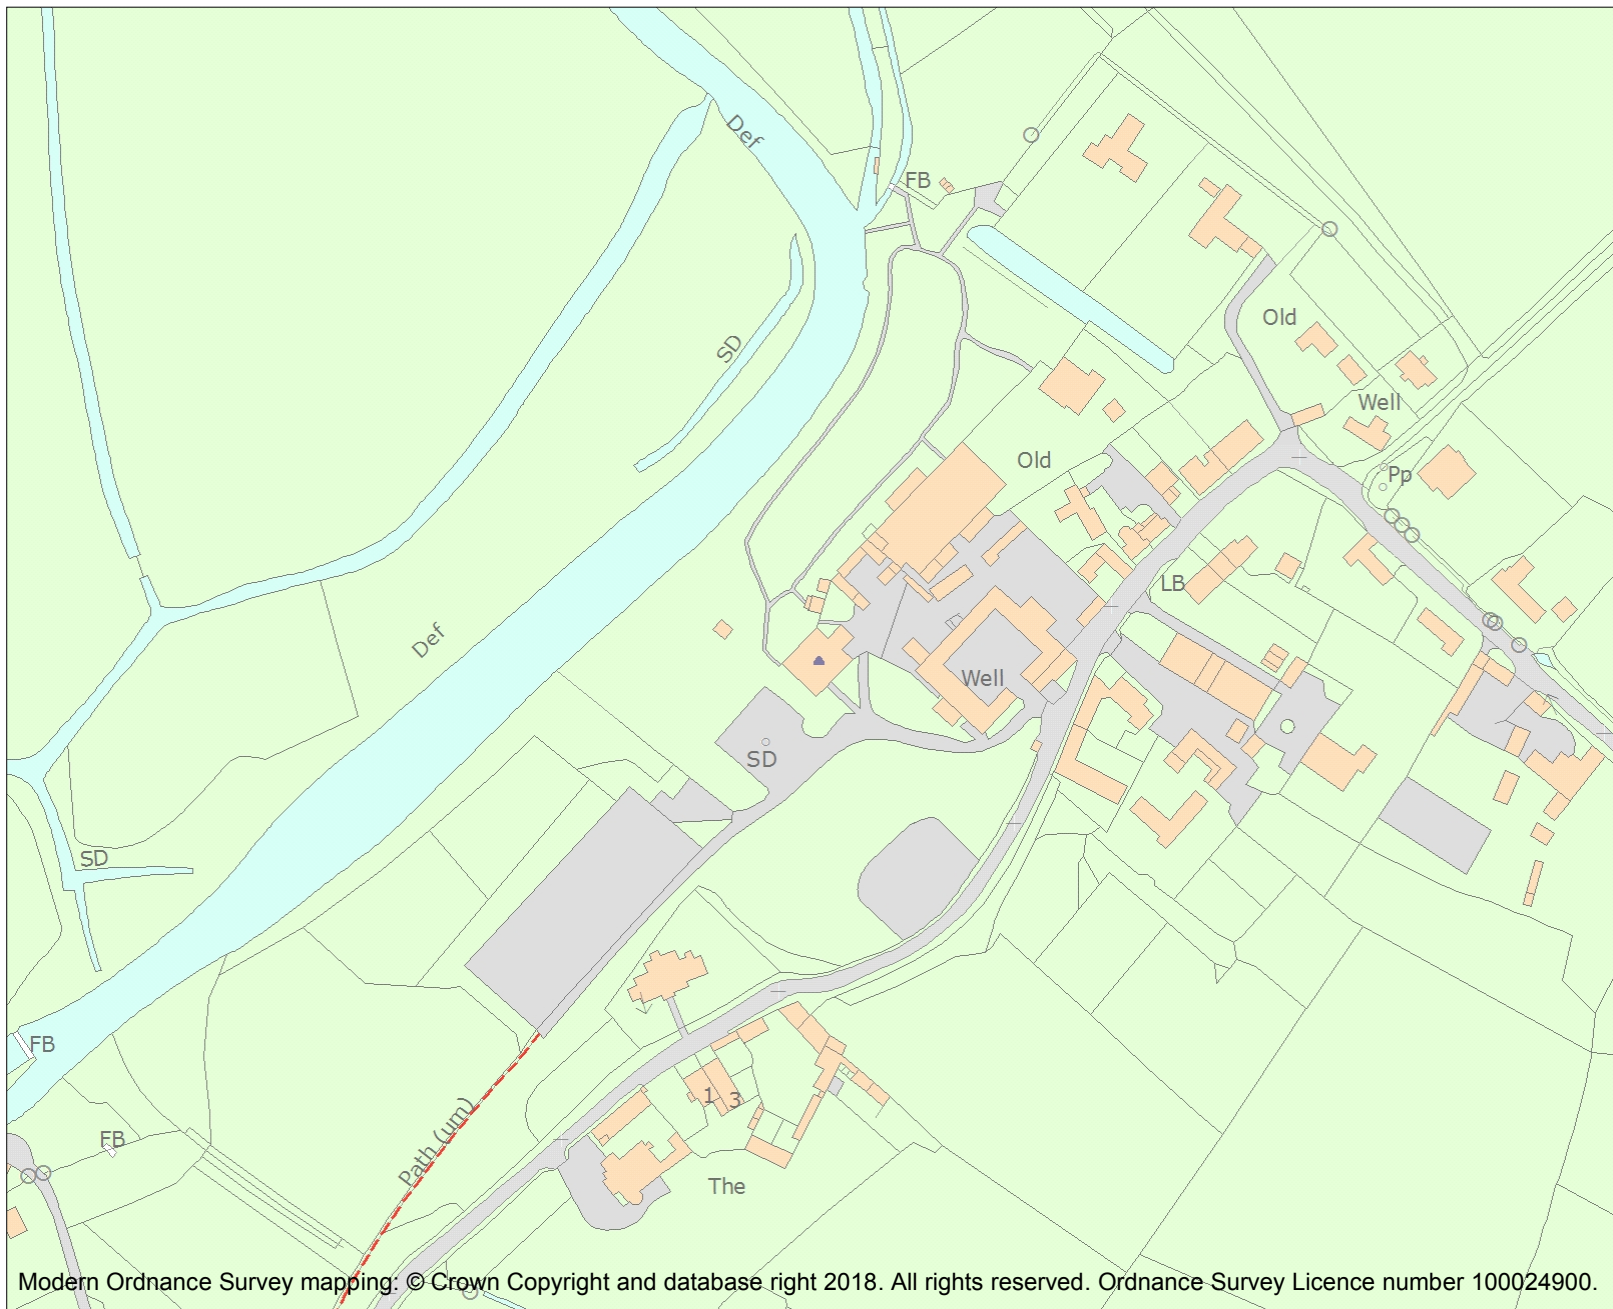 Def
FB
Old
SD
Well
Old
Pp
LB
Def
Well
SD
SD
FB
1
3
Path (um)
FB
The
Modern Ordnance Survey mapping: © Crown Copyright and database right 2018. All rights reserved. Ordnance Survey Licence number 100024900.